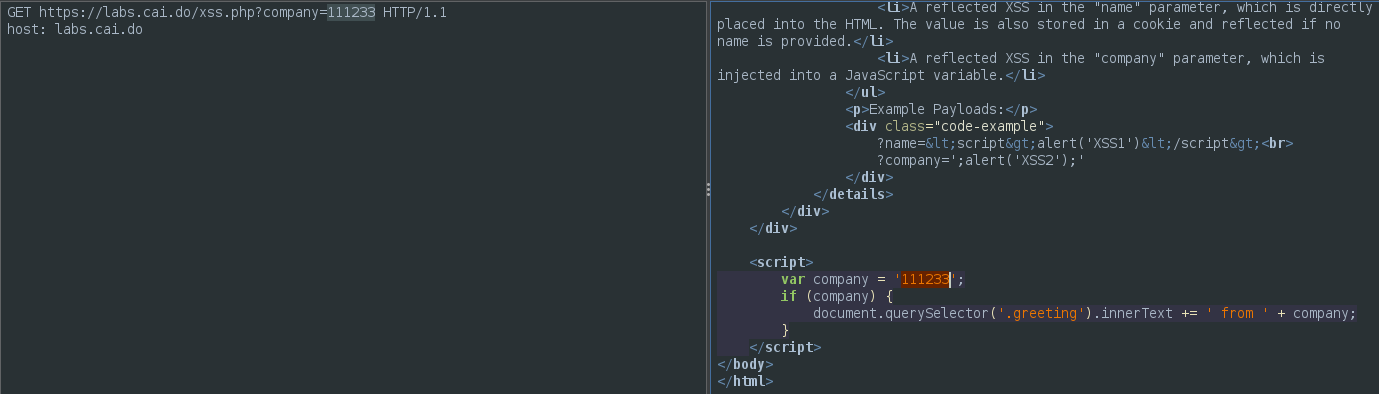 GET https://labs.cai.do/xss.php?company=111233 HTTP/1.1
host: labs.cai.do
<li>A reflected XSS in the "name" parameter, which is directly
placed into the HTML. The value is also stored in a cookie and reflected if no
name is provided.</li>
<li>A reflected XSS in the "company" parameter, which is
injected into a JavaScript variable.</li>
</ul>
<p>Example Payloads:</p>
<div class="code-example">
?name=&lt;script&gt;alert('XSS1')&lt;/script&gt;<br>
?company=';alert('XSS2');'
</div>
</details>
</div>
</div>
<script>
var company = '111233';
if (company) {
document.querySelector('.greeting').innerText += ' from ' + company;
}
</script>
</body>
</html>